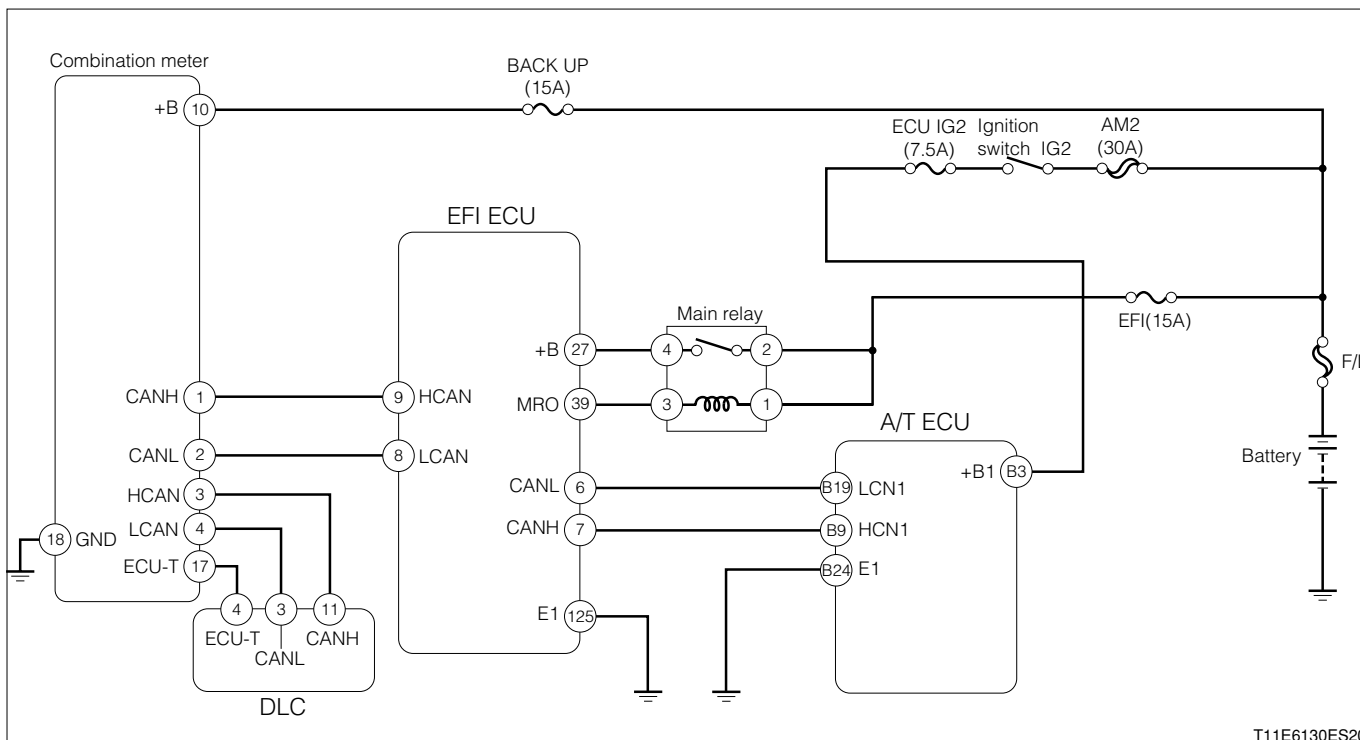 Combination meter
BACK UP
(15A)
+B 10
ECU IG2
(7.5A)
Ignition
switch IG2
AM2
(30A)
EFI ECU
EFI(15A)
Main relay
+B 27
4
2
MRO 39
3
1
CANH 1
9 HCAN
CANL 2
8 LCAN
HCAN 3
LCAN 4
18 GND
ECU-T 17
A/T ECU
+B1 B3
CANL 6
B19 LCN1
CANH 7
B9 HCN1
B24 E1
E1 125
Battery
4
3
11
ECU-T
CANH
CANL
DLC